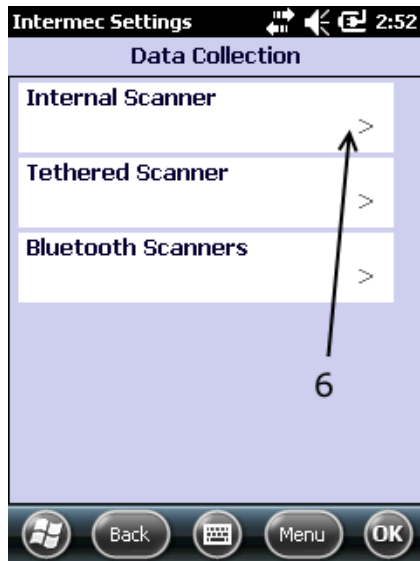 Intermec Settings 2:52
Data Collection
Internal Scanner
>
Tethered Scanner
>
Bluetooth Scanners
>
6
Back Menu OK